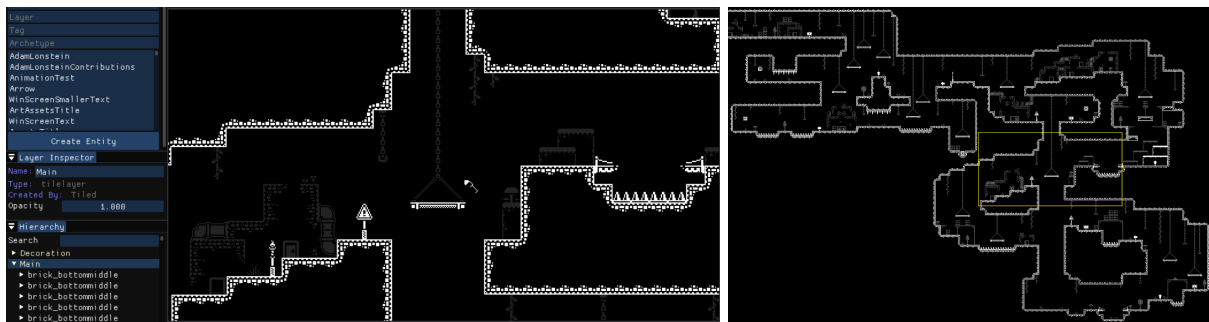 Layer
Tag
Archetype
AdamLonstein
AdamLonsteinContributions
AnimationTest
Arrow
WinScreenSmallerText
ArtAssetsTitle
WinScreenText
Create Entity
Layer Inspector
Name: Main
Type: tilelayer
Created By: Tiled
Opacity 1.000
Hierarchy
Search
Decoration
Main
brick_bottommiddle
brick_bottommiddle
brick_bottommiddle
brick_bottommiddle
brick_bottommiddle